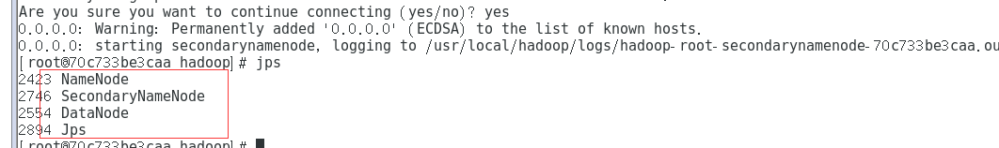 Are you sure you want to continue connecting (yes/no)? yes
0.0.0.0: Warning: Permanently added '0.0.0.0' (ECDSA) to the list of known hosts.
0.0.0.0: starting secondarynamenode, logging to /usr/local/hadoop/logs/hadoop-root-secondarynamenode-70c733be3caa.ou
[root@70c733be3caa hadoop]# jps
2423 NameNode
2746 SecondaryNameNode
2554 DataNode
2894 Jps
[root@70c733be3caa hadoop]#